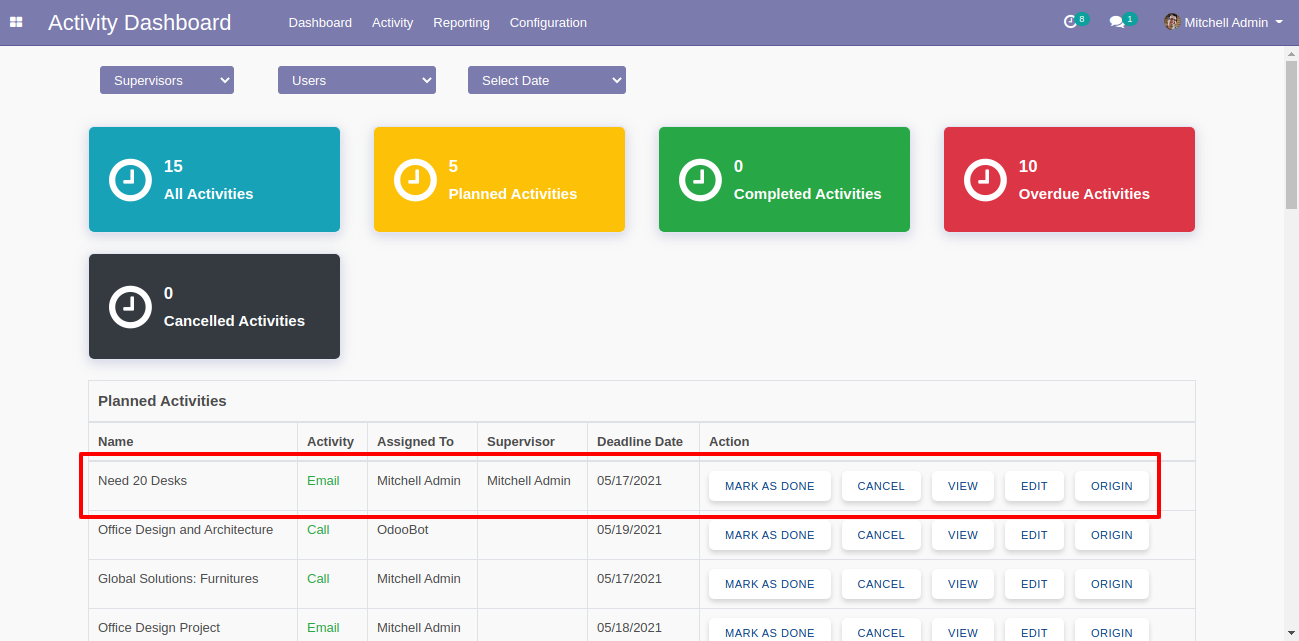 Activity Dashboard Dashboard Activity Reporting Configuration 8 1 Mitchell Admin
Supervisors Users Select Date
15
All Activities
5
Planned Activities
0
Completed Activities
10
Overdue Activities
0
Cancelled Activities
Planned Activities
Name Activity Assigned To Supervisor Deadline Date Action
Need 20 Desks Email Mitchell Admin Mitchell Admin 05/17/2021 MARK AS DONE CANCEL VIEW EDIT ORIGIN
Office Design and Architecture Call OdooBot 05/19/2021 MARK AS DONE CANCEL VIEW EDIT ORIGIN
Global Solutions: Furnitures Call Mitchell Admin 05/17/2021 MARK AS DONE CANCEL VIEW EDIT ORIGIN
Office Design Project Email Mitchell Admin 05/18/2021 MARK AS DONE CANCEL VIEW EDIT ORIGIN